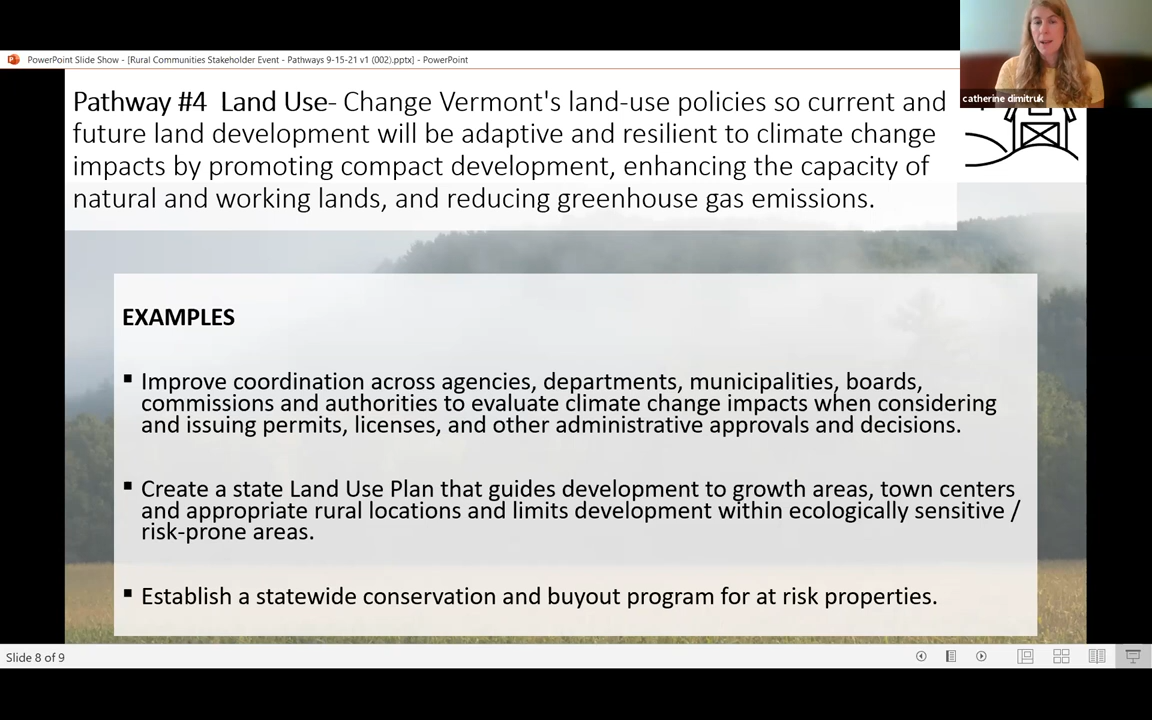 PowerPoint Slide Show - [Rural Communities Stakeholder Event - Pathways 9-15-21 v1 (002).pptx] - PowerPoint
catherine dimitruk
Pathway #4 Land Use- Change Vermont's land-use policies so current and
future land development will be adaptive and resilient to climate change
impacts by promoting compact development, enhancing the capacity of
natural and working lands, and reducing greenhouse gas emissions.
EXAMPLES
▪ Improve coordination across agencies, departments, municipalities, boards,
commissions and authorities to evaluate climate change impacts when considering
and issuing permits, licenses, and other administrative approvals and decisions.
▪ Create a state Land Use Plan that guides development to growth areas, town centers
and appropriate rural locations and limits development within ecologically sensitive /
risk-prone areas.
▪ Establish a statewide conservation and buyout program for at risk properties.
Slide 8 of 9